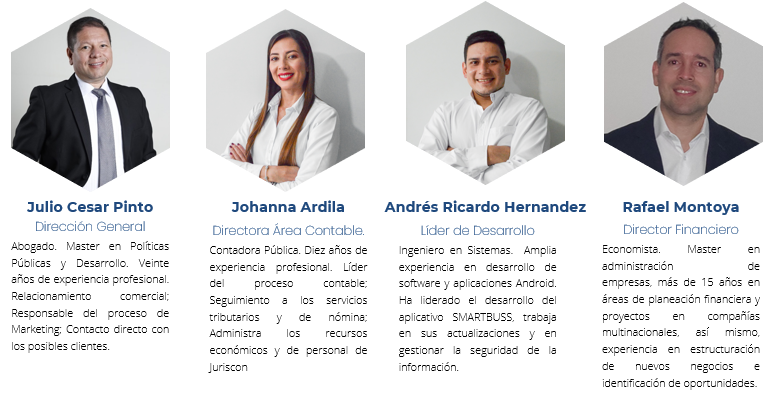 Julio Cesar Pinto
Dirección General
Abogado. Master en Políticas
Públicas y Desarrollo. Veinte
años de experiencia profesional.
Relacionamiento comercial;
Responsable del proceso de
Marketing; Contacto directo con
los posibles clientes.
Johanna Ardila
Directora Área Contable.
Contadora Pública. Diez años de
experiencia profesional. Líder
del proceso contable;
Seguimiento a los servicios
tributarios y de nómina;
Administra los recursos
económicos y de personal de
Juriscon
Andrés Ricardo Hernandez
Líder de Desarrollo
Ingeniero en Sistemas. Amplia
experiencia en desarrollo de
software y aplicaciones Android.
Ha liderado el desarrollo del
aplicativo SMARTBUSS, trabaja
en sus actualizaciones y en
gestionar la seguridad de la
información.
Rafael Montoya
Director Financiero
Economista. Master en
administración de
empresas, más de 15 años en
áreas de planeación financiera y
proyectos en compañías
multinacionales, así mismo,
experiencia en estructuración
de nuevos negocios e
identificación de oportunidades.